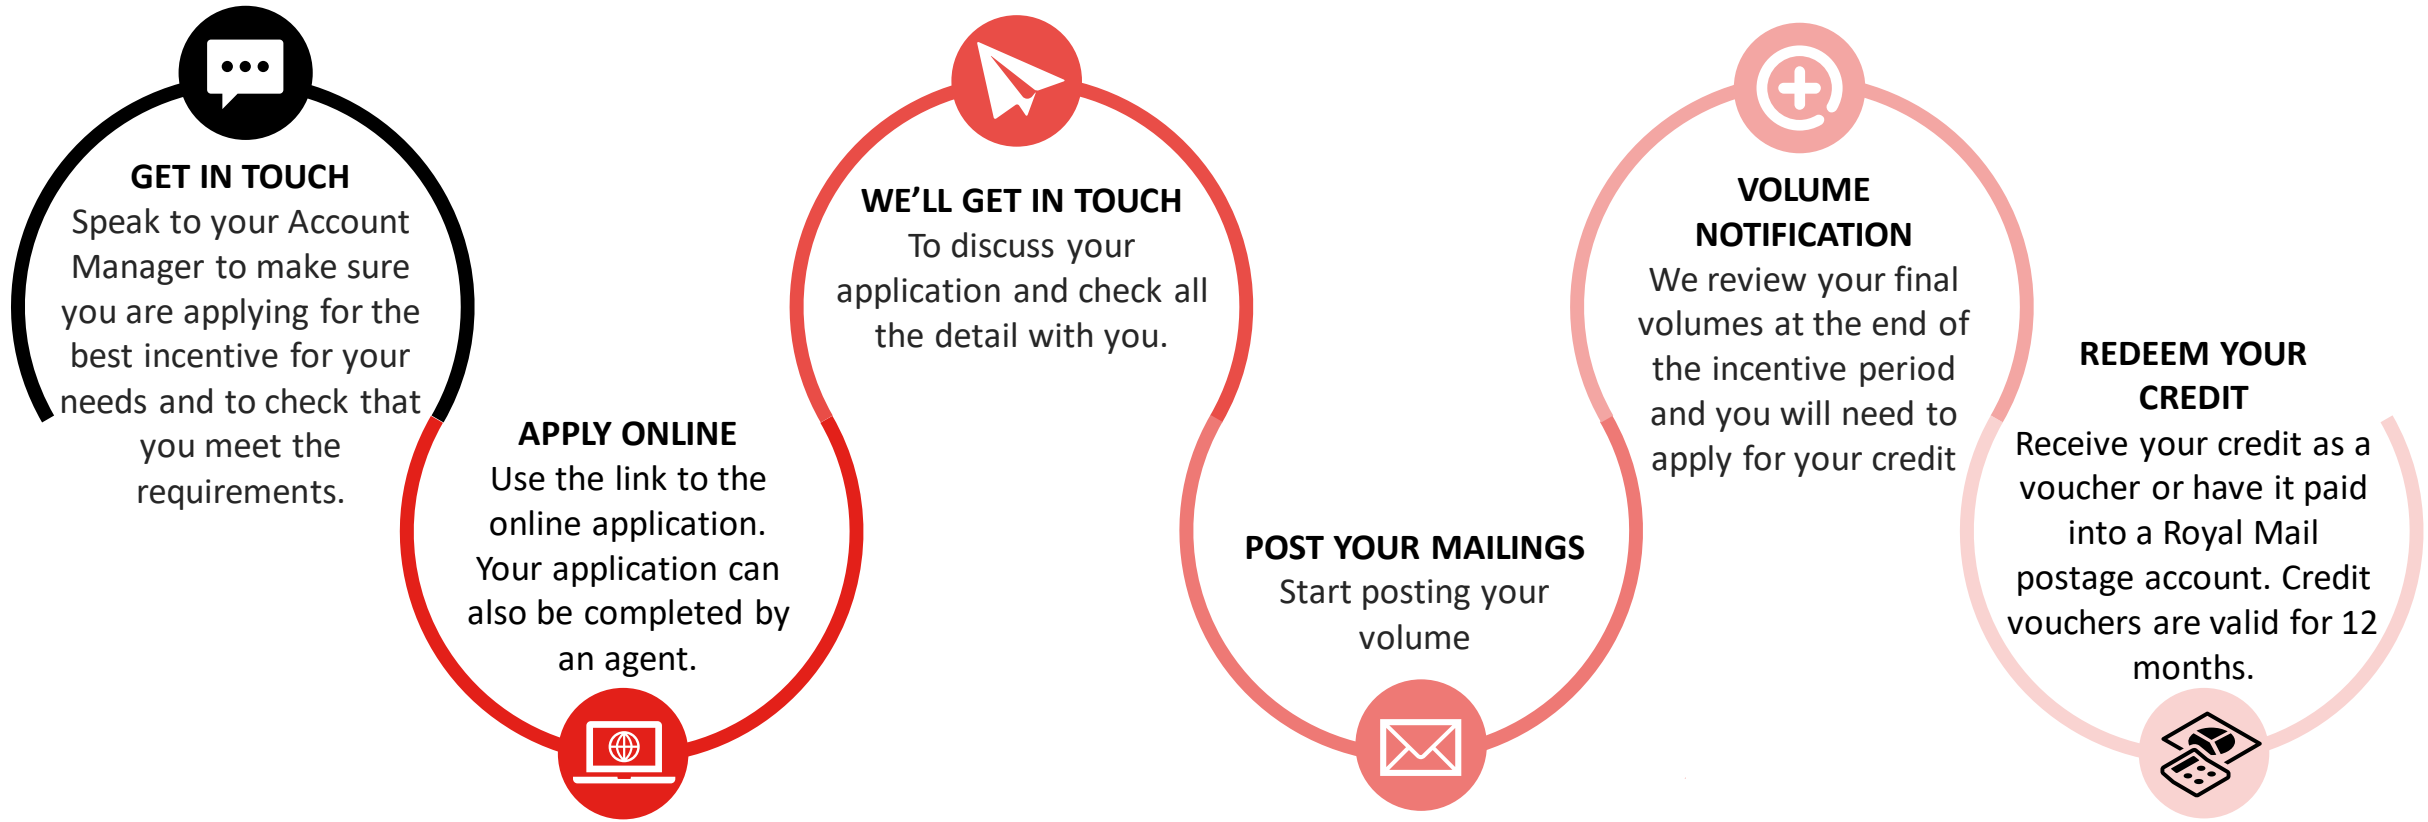 GET IN TOUCH
Speak to your Account
Manager to make sure
you are applying for the
best incentive for your
needs and to check that
you meet the
requirements.
APPLY ONLINE
Use the link to the
online application.
Your application can
also be completed by
an agent.
WE’LL GET IN TOUCH
To discuss your
application and check all
the detail with you.
POST YOUR MAILINGS
Start posting your
volume
VOLUME
NOTIFICATION
We review your final
volumes at the end of
the incentive period
and you will need to
apply for your credit
REDEEM YOUR
CREDIT
Receive your credit as a
voucher or have it paid
into a Royal Mail
postage account. Credit
vouchers are valid for 12
months.